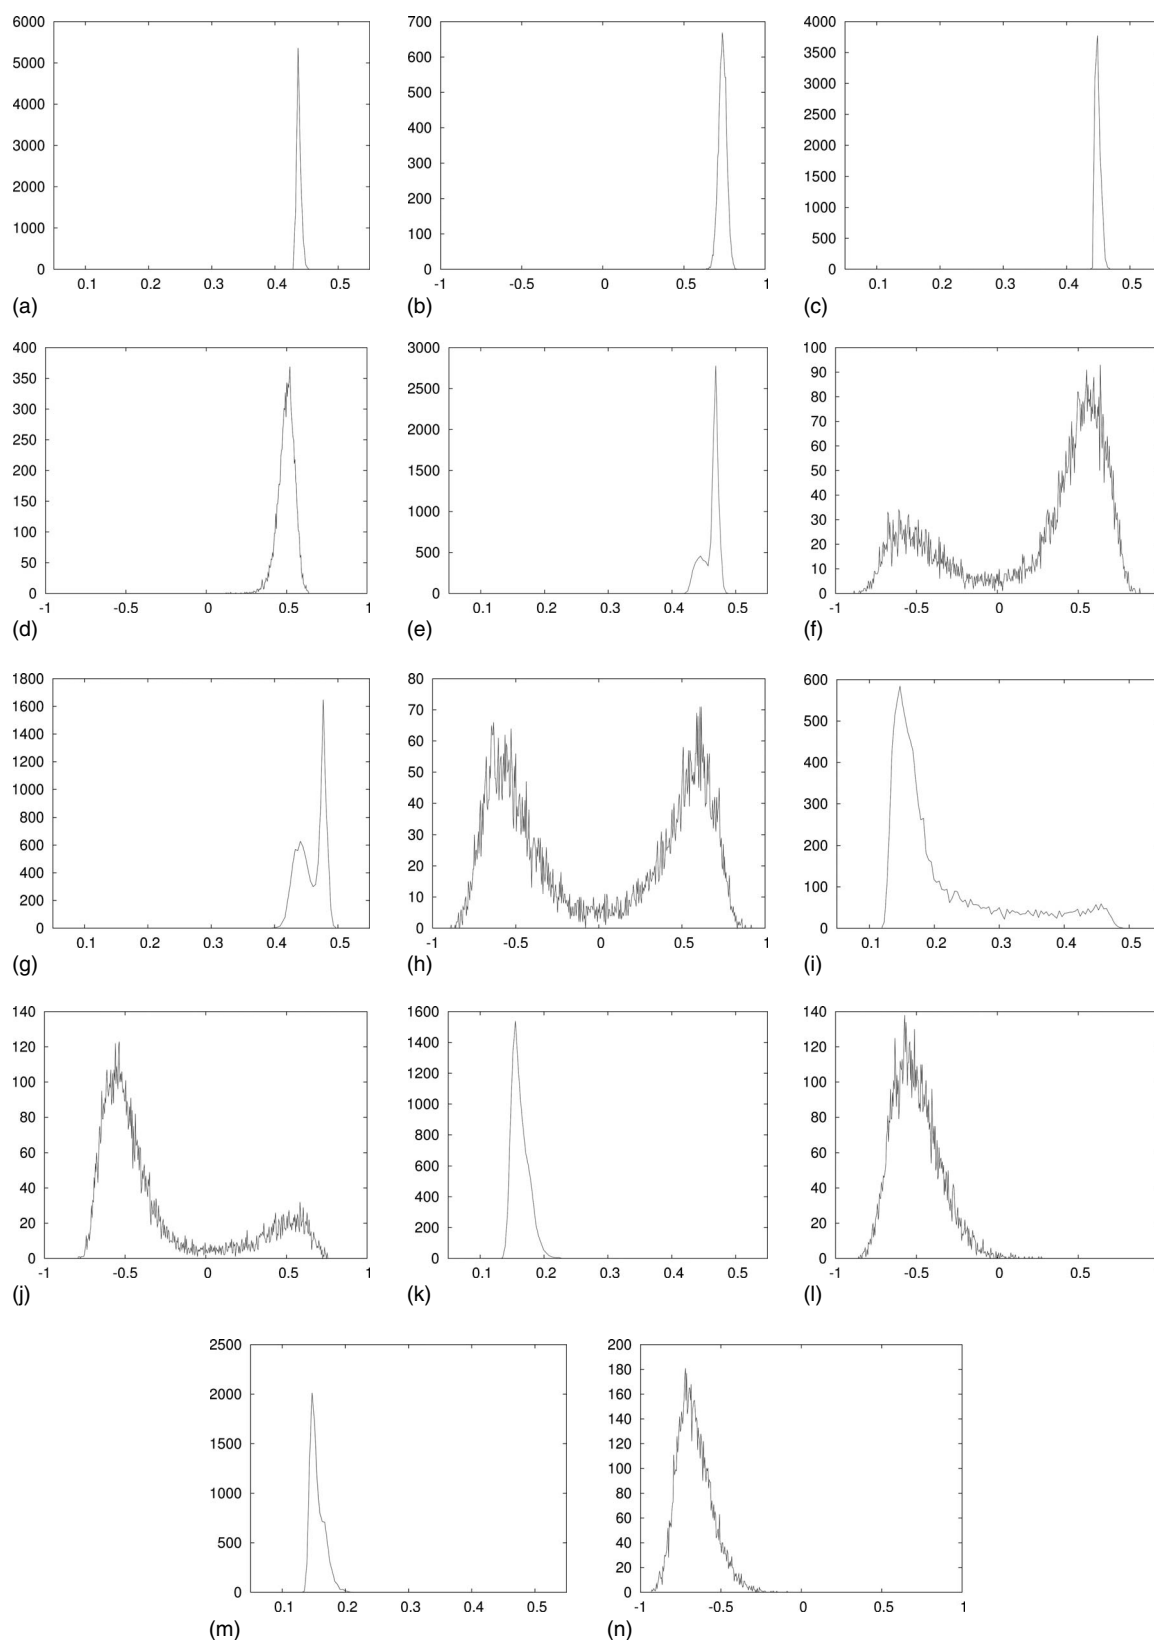 6000 5000 4000 3000 2000 1000 0
0.1 0.2 0.3 0.4 0.5
(a)
700 600 500 400 300 200 100 0
-1 -0.5 0 0.5 1
(b)
4000 3500 3000 2500 2000 1500 1000 500 0
0.1 0.2 0.3 0.4 0.5
(c)
400 350 300 250 200 150 100 50 0
-1 -0.5 0 0.5 1
(d)
3000 2500 2000 1500 1000 500 0
0.1 0.2 0.3 0.4 0.5
(e)
100 90 80 70 60 50 40 30 20 10 0
-1 -0.5 0 0.5
(f)
1800 1600 1400 1200 1000 800 600 400 200 0
0.1 0.2 0.3 0.4 0.5
(g)
80 70 60 50 40 30 20 10 0
-1 -0.5 0 0.5 1
(h)
600 500 400 300 200 100 0
0.1 0.2 0.3 0.4 0.5
(i)
140 120 100 80 60 40 20 0
-1 -0.5 0 0.5 1
(j)
1600 1400 1200 1000 800 600 400 200 0
0.1 0.2 0.3 0.4 0.5
(k)
140 120 100 80 60 40 20 0
-1 -0.5 0 0.5
(l)
2500 2000 1500 1000 500 0
0.1 0.2 0.3 0.4 0.5
(m)
200 180 160 140 120 100 80 60 40 20 0
-1 -0.5 0 0.5 1
(n)